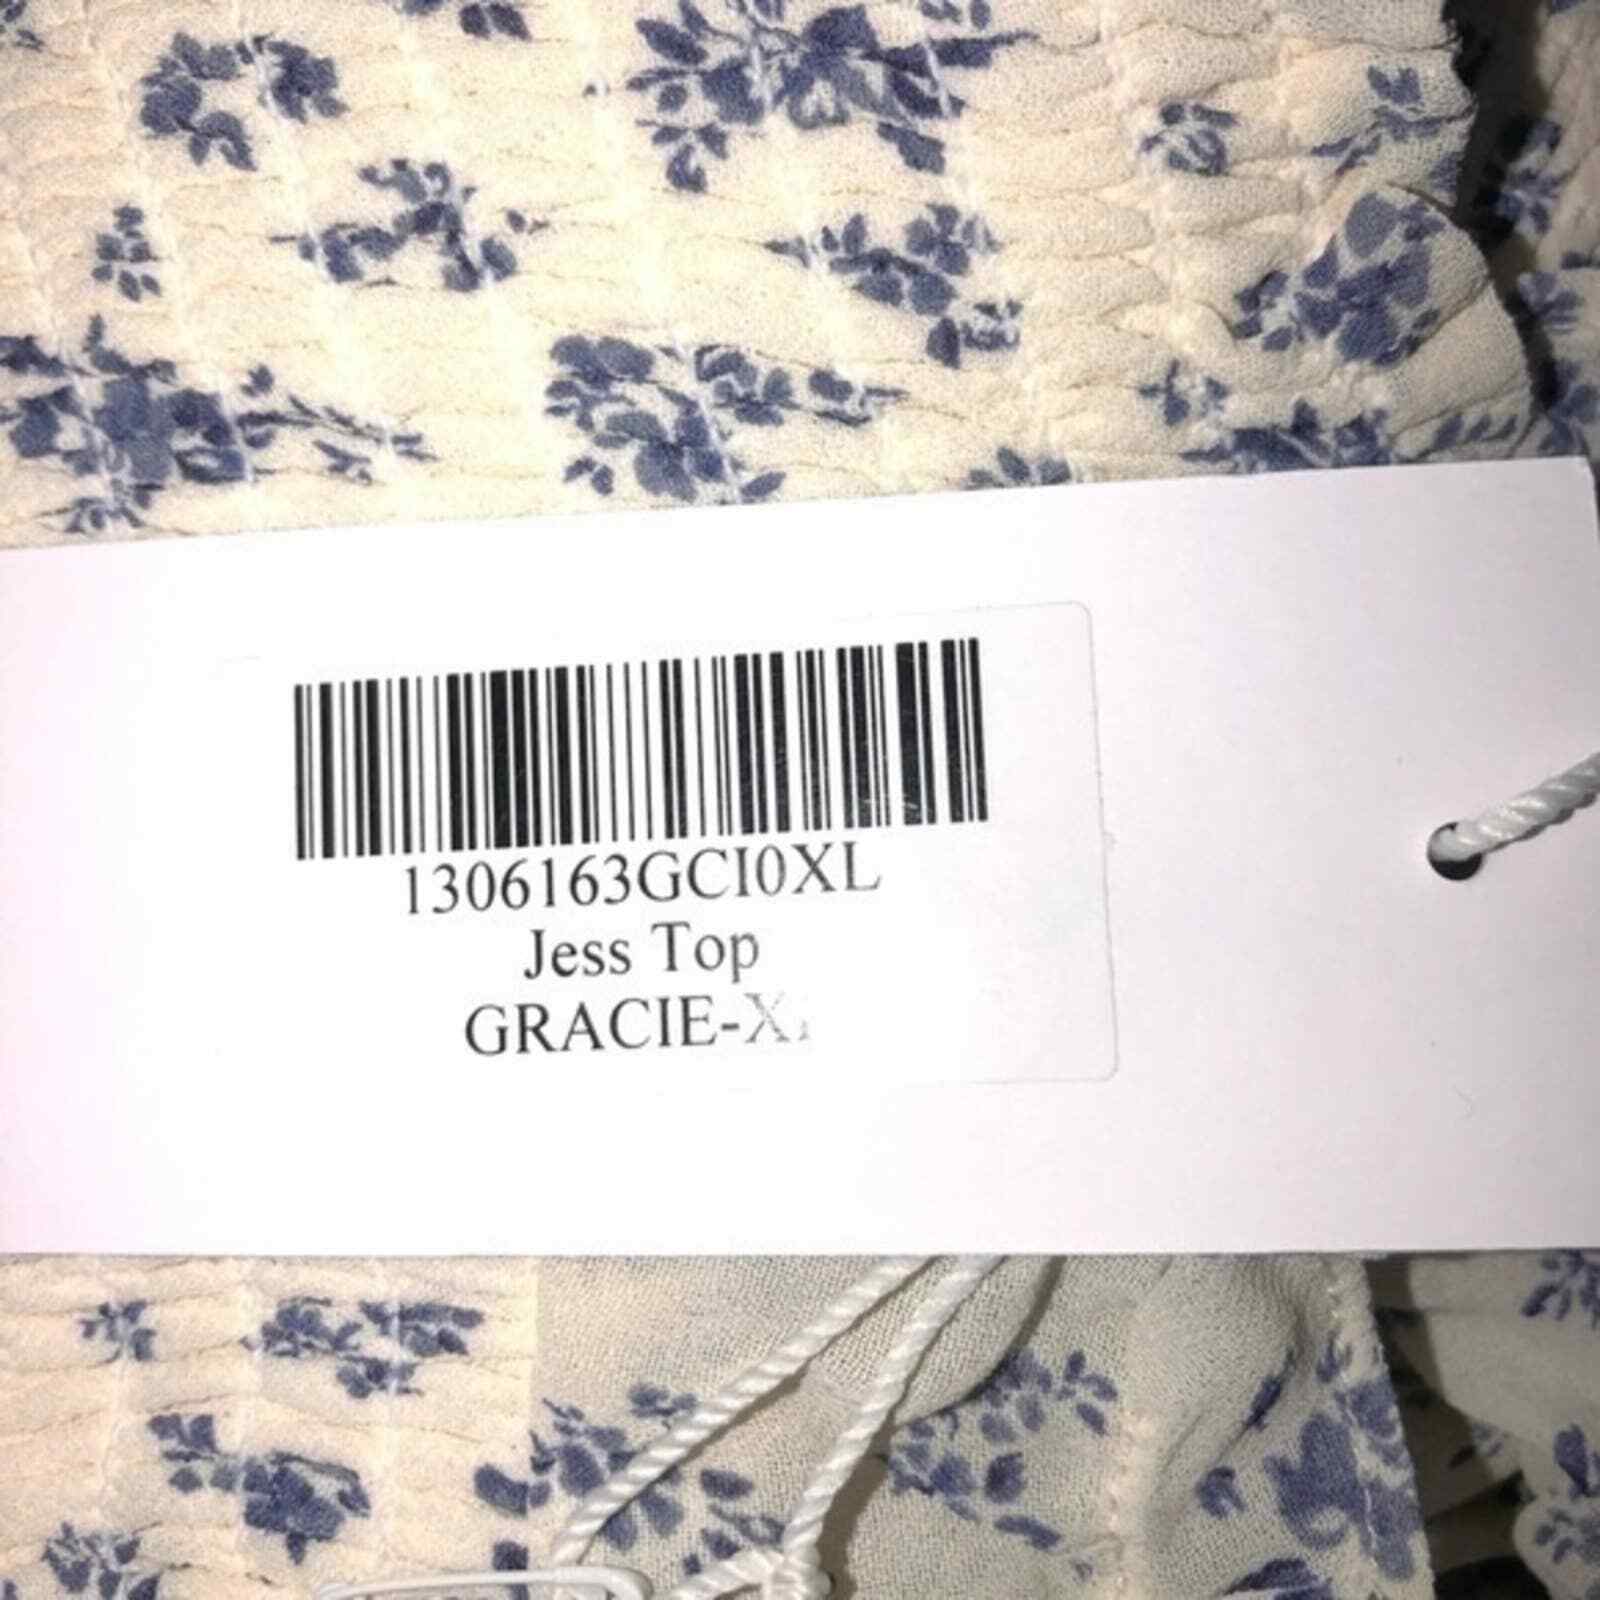 1306163GCI0XL
Jess Top
GRACIE-X